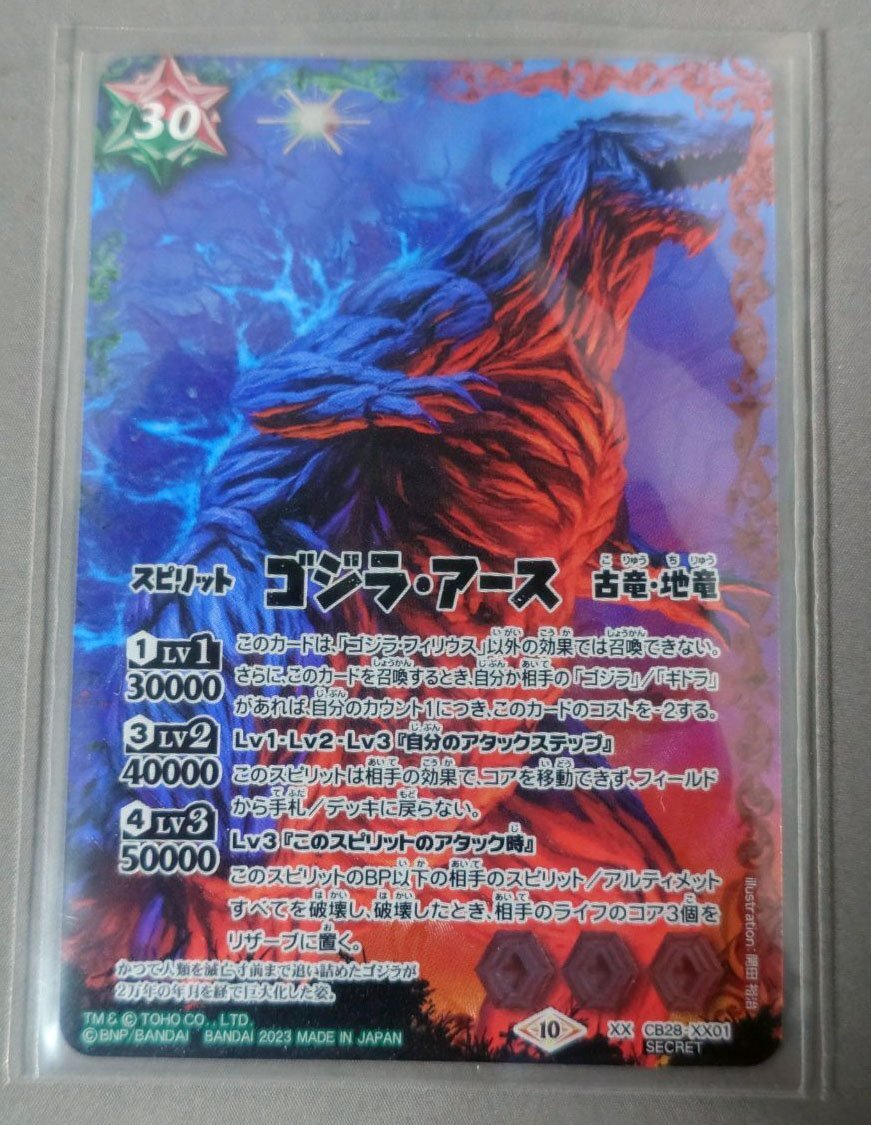 30
スピリット ゴジラ・アース 古竜・地竜
1 LV1
30000
3 LV2
40000
4 LV3
50000
このカードは、「ゴジラ・フィリウス」以外の効果では召喚できない。
さらに、このカードを召喚するとき、自分か相手の「ゴジラ」/「ギドラ」
があれば、自分のカウント1につき、このカードのコストを-2する。
Lv1・Lv2・Lv3『自分のアタックステップ』
このスピリットは相手の効果で、コアを移動できず、フィールド
から手札/デッキに戻らない。
Lv3『このスピリットのアタック時』
このスピリットのBP以下の相手のスピリット/アルティメット
すべてを破壊し、破壊したとき、相手のライフのコア3個を
リザーブに置く。
かつて人類を滅亡寸前まで追い詰めたゴジラが
2万年の年月を経て巨大化した姿。
illustration:開田 裕治
TM & © TOHO CO., LTD.
©BNP/BANDAI BANDAI 2023 MADE IN JAPAN
10
XX CB28-XX01
SECRET